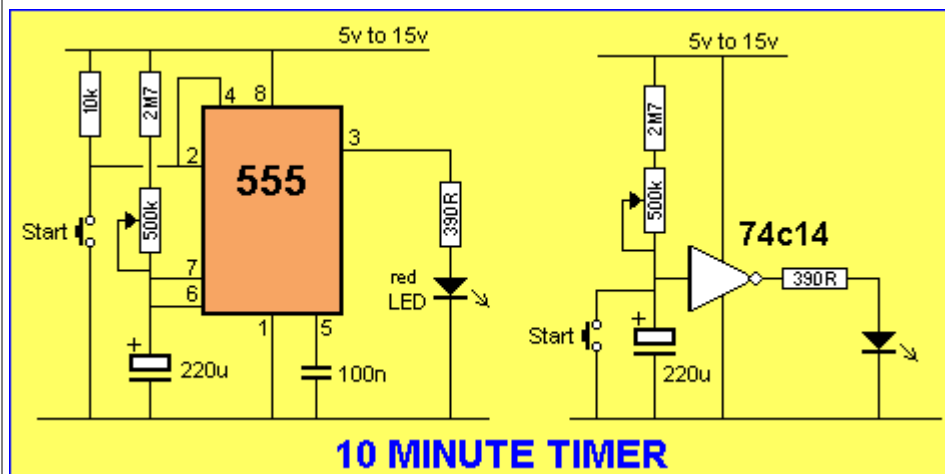 5v to 15v
10k
2M7
4
8
2
3
555
500k
390R
Start
7
6
red
LED
1
5
+
220u
100n
5v to 15v
2M7
500k
74c14
390R
Start
+
220u
10 MINUTE TIMER